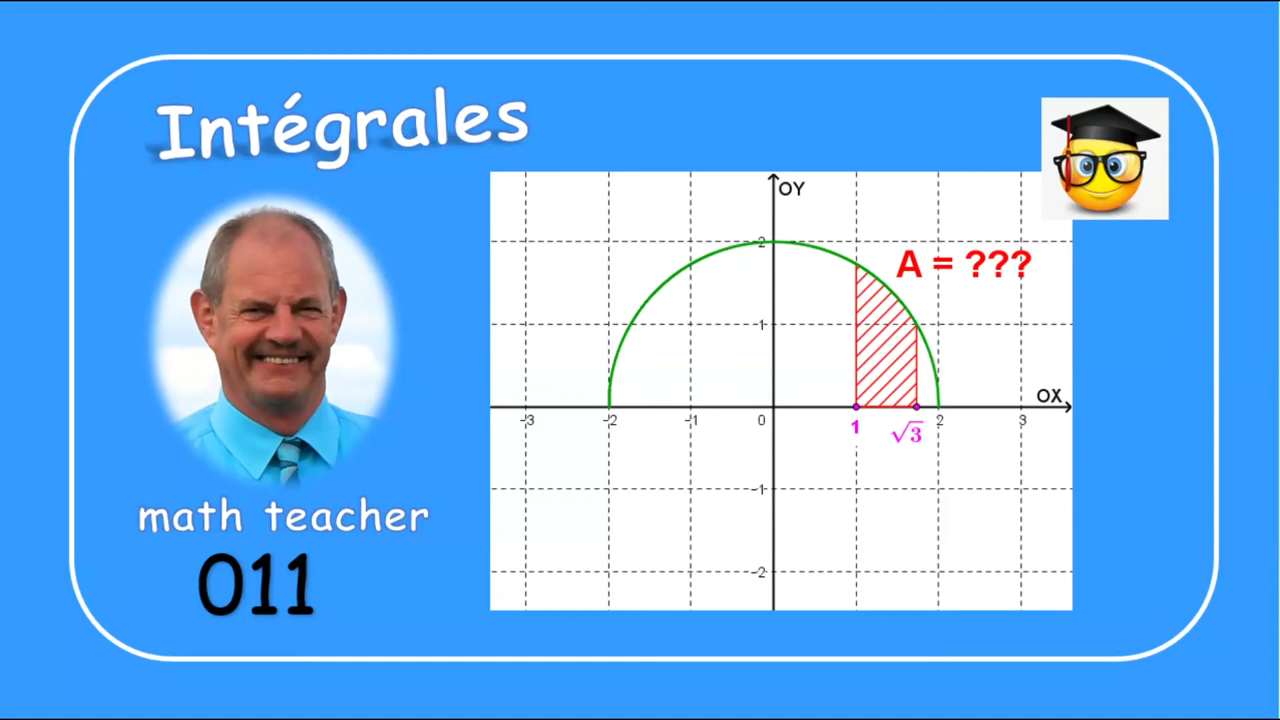 Intégrales
OY
2
A = ???
1
OX
-3
-2
-1
0
1
√3
2
3
-1
-2
math teacher
011